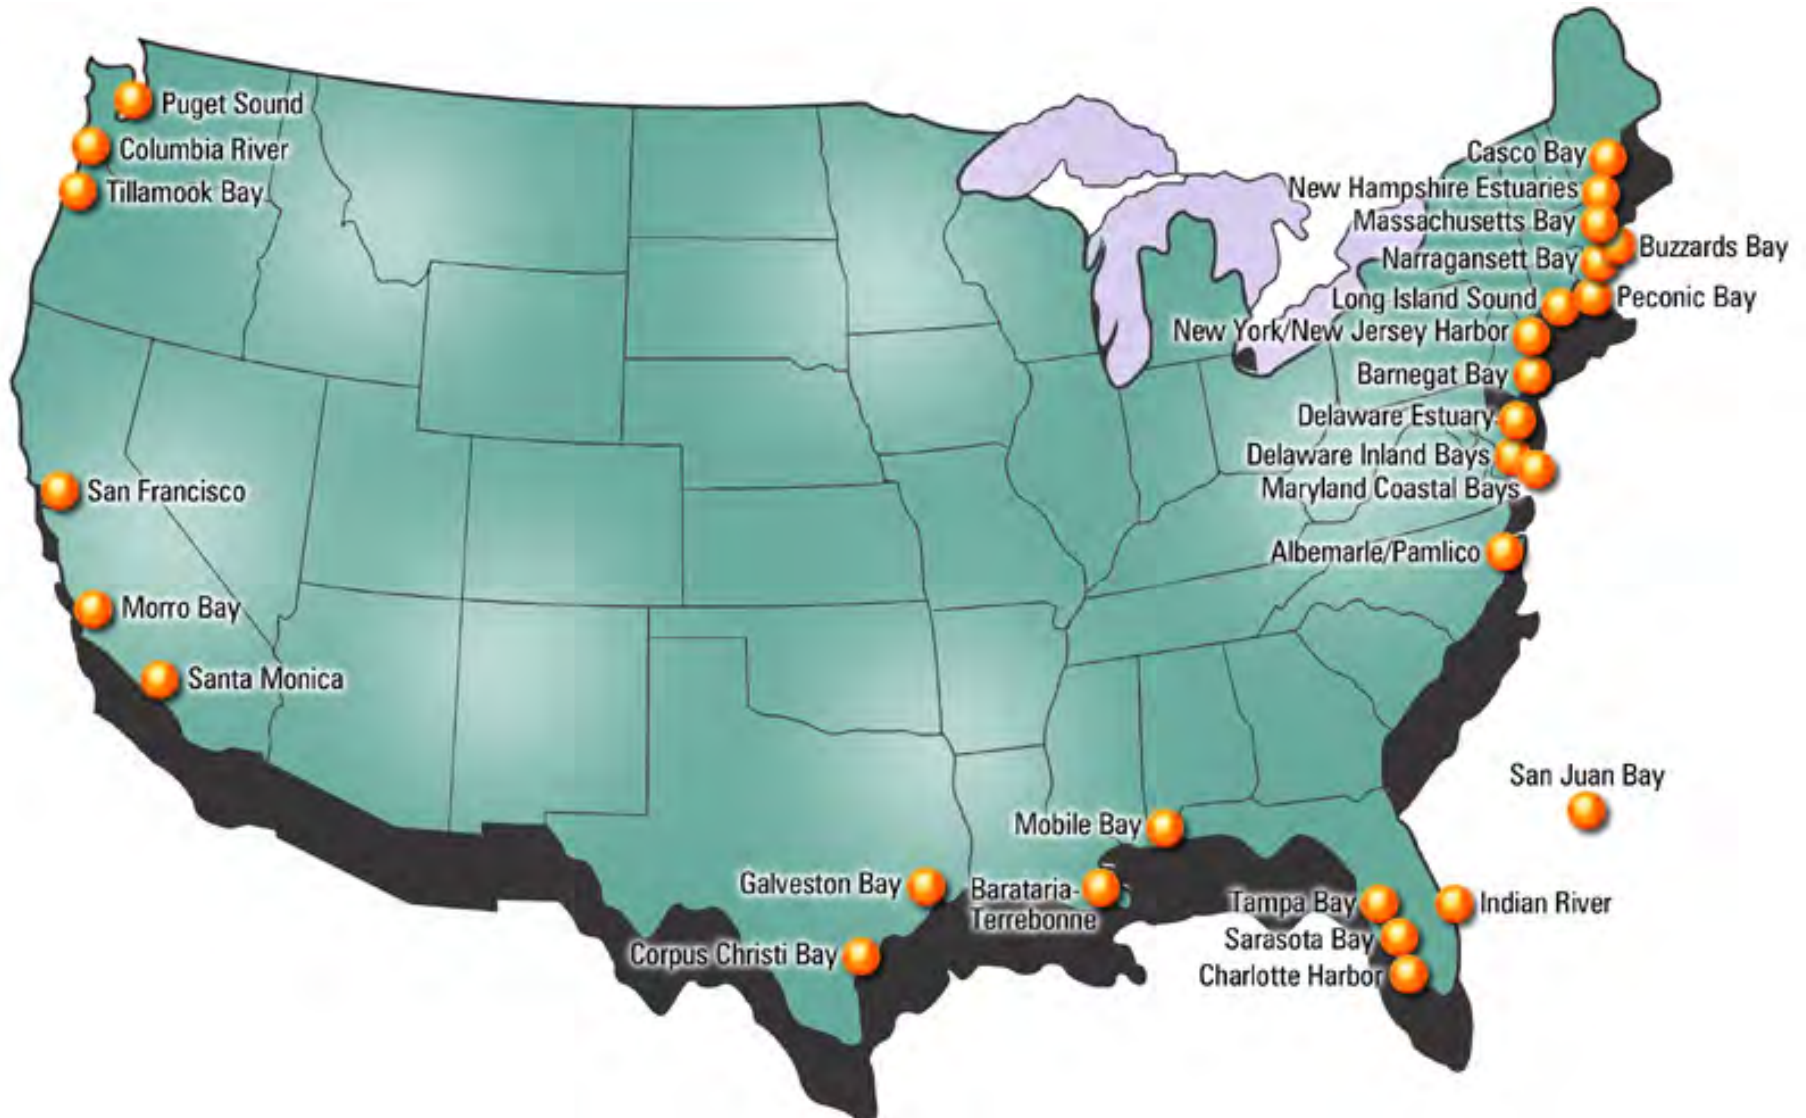 Puget Sound
Columbia River
Tillamook Bay
San Francisco
Morro Bay
Santa Monica
Casco Bay
New Hampshire Estuaries
Massachusetts Bay
Buzzards Bay
Narragansett Bay
Long Island Sound
Peconic Bay
New York/New Jersey Harbor
Barnegat Bay
Delaware Estuary
Delaware Inland Bays
Maryland Coastal Bays
Albemarle/Pamlico
San Juan Bay
Mobile Bay
Galveston Bay
Barataria-
Terrebonne
Corpus Christi Bay
Tampa Bay
Indian River
Sarasota Bay
Charlotte Harbor